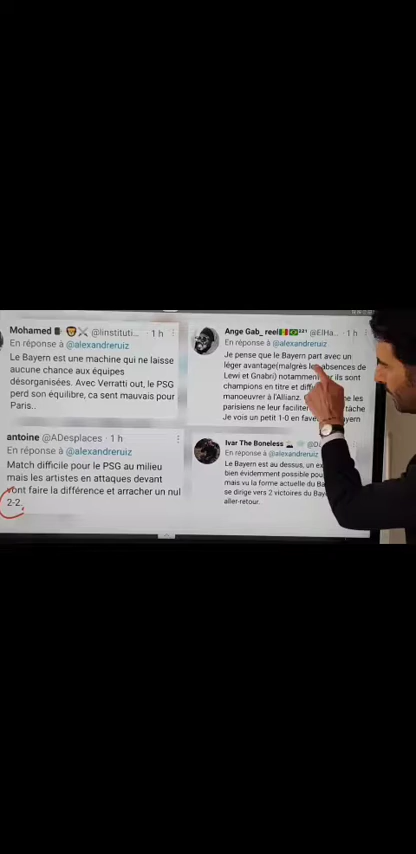 Mohamed @linstituti... · 1 h
En réponse à @alexandreruiz
Le Bayern est une machine qui ne laisse
aucune chance aux équipes
désorganisées. Avec Verratti out, le PSG
perd son équilibre, ca sent mauvais pour
Paris..
Ange Gab_ reel @ElHa... · 1 h
En réponse à @alexandreruiz
Je pense que le Bayern part avec un
léger avantage(malgrès les absences de
Lewi et Gnabri) notamment car ils sont
champions en titre et
manoeuvrer à l'Allianz. les
parisiens ne leur tâche
Je vois un petit 1-0 en
antoine @ADesplaces · 1 h
En réponse à @alexandreruiz
Match difficile pour le PSG au milieu
mais les artistes en attaques devant
vont faire la différence et arracher un nul
2-2.
Ivar The Boneless
En réponse à @alexandreruiz
Le Bayern est au dessus, un
bien évidemment possible
mais vu la forme actuelle du
se dirige vers 2 victoires du
aller-retour.